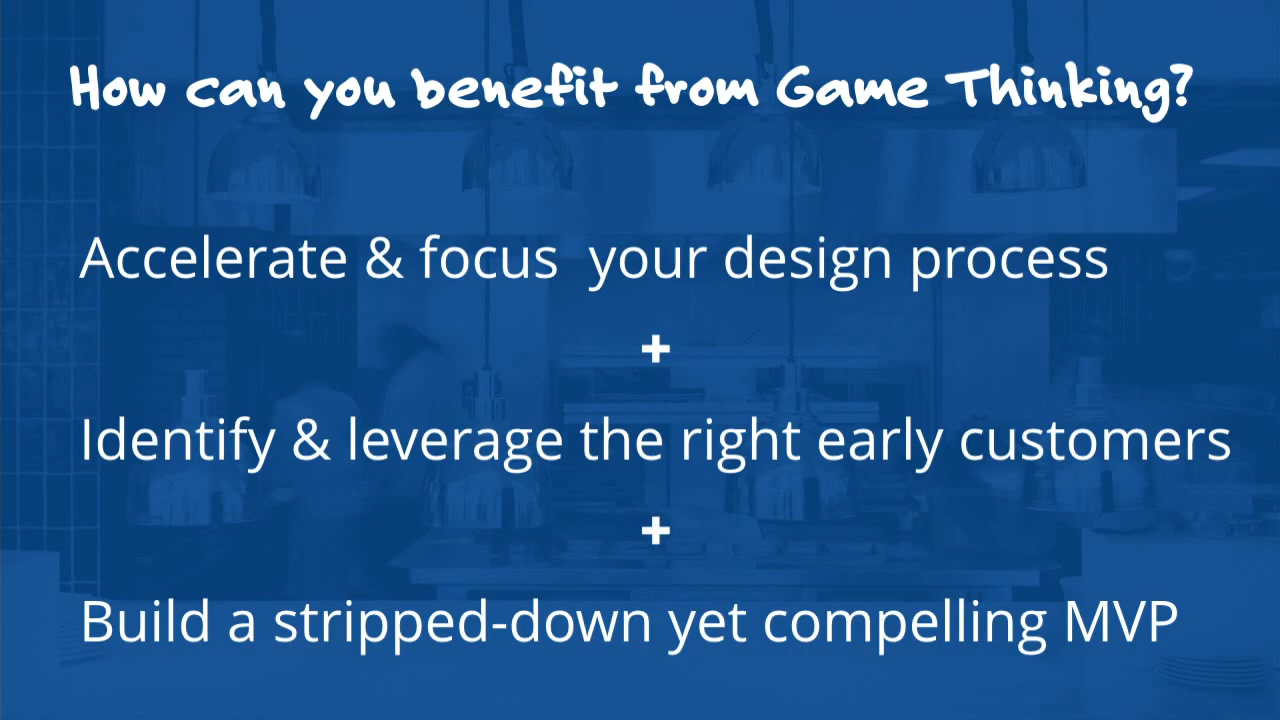 How can you benefit from Game Thinking?
Accelerate & focus  your design process
+
Identify & leverage the right early customers
+
Build a stripped-down yet compelling MVP